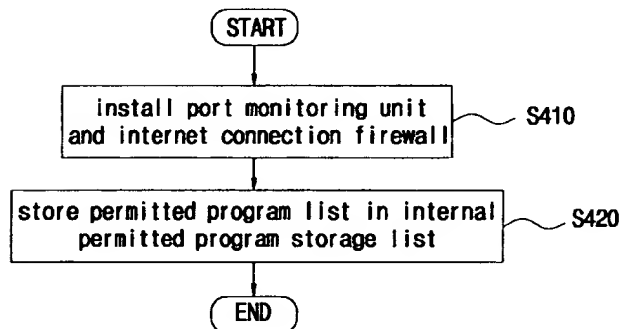 START
install port monitoring unit
and internet connection firewall
S410
store permitted program list in internal
permitted program storage list
S420
END